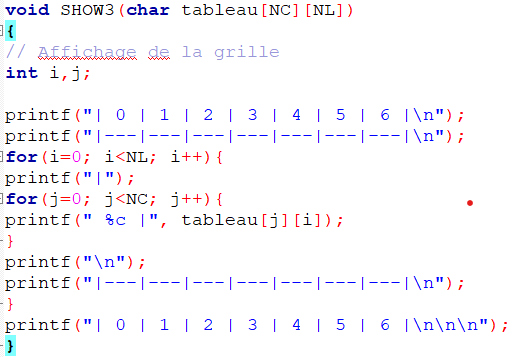 void SHOW3(char tableau[NC][NL])
{
// Affichage de la grille
int i,j;
printf("| 0 | 1 | 2 | 3 | 4 | 5 | 6 |\n");
printf("|---|---|---|---|---|---|---|\n");
for(i=0; i<NL; i++){
printf("|");
for(j=0; j<NC; j++){
printf(" %c |", tableau[j][i]);
}
printf("\n");
printf("|---|---|---|---|---|---|---|\n");
}
printf("| 0 | 1 | 2 | 3 | 4 | 5 | 6 |\n\n\n");
}